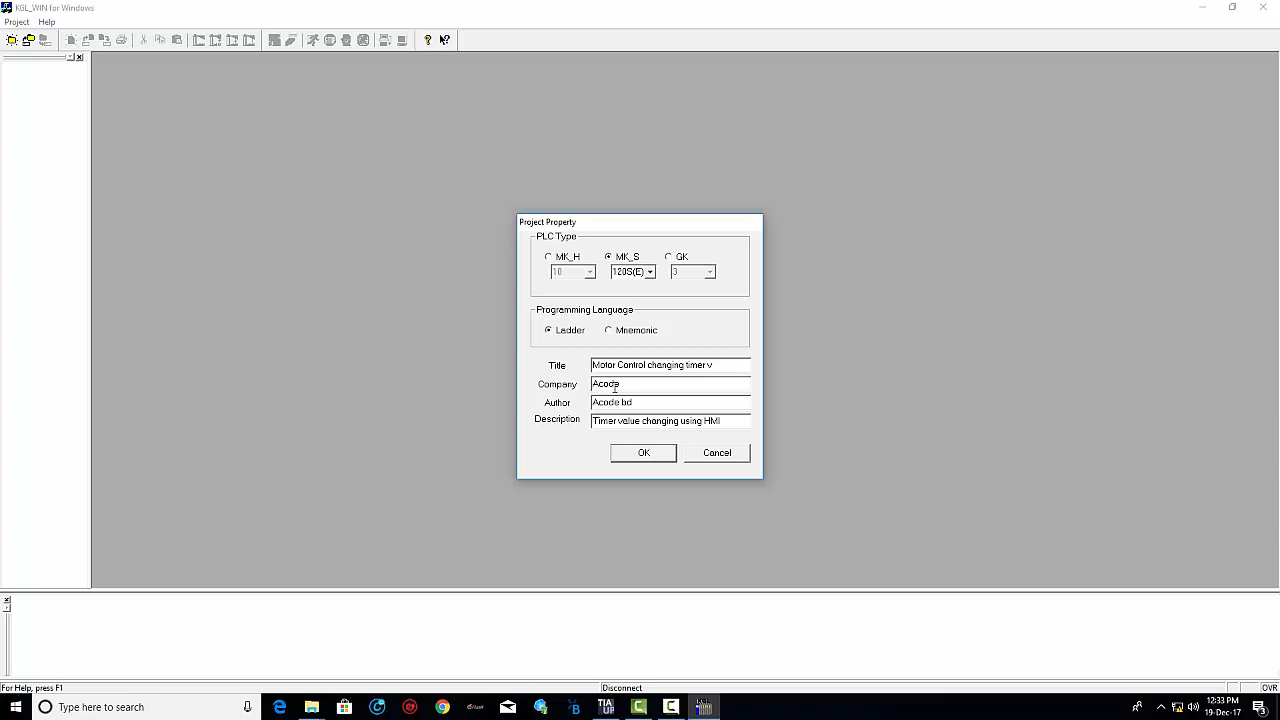 KGL_WIN for Windows
Project Help
Project Property
PLC Type
MK_H MK_S GK
10 120S(E) 3
Programming Language
Ladder Mnemonic
Title Motor Control changing timer v
Company Acode
Author Acode bd
Description Timer value changing using HMI
OK Cancel
For Help, press F1 Disconnect OVR
Type here to search
TIA
12:33 PM
19-Dec-17